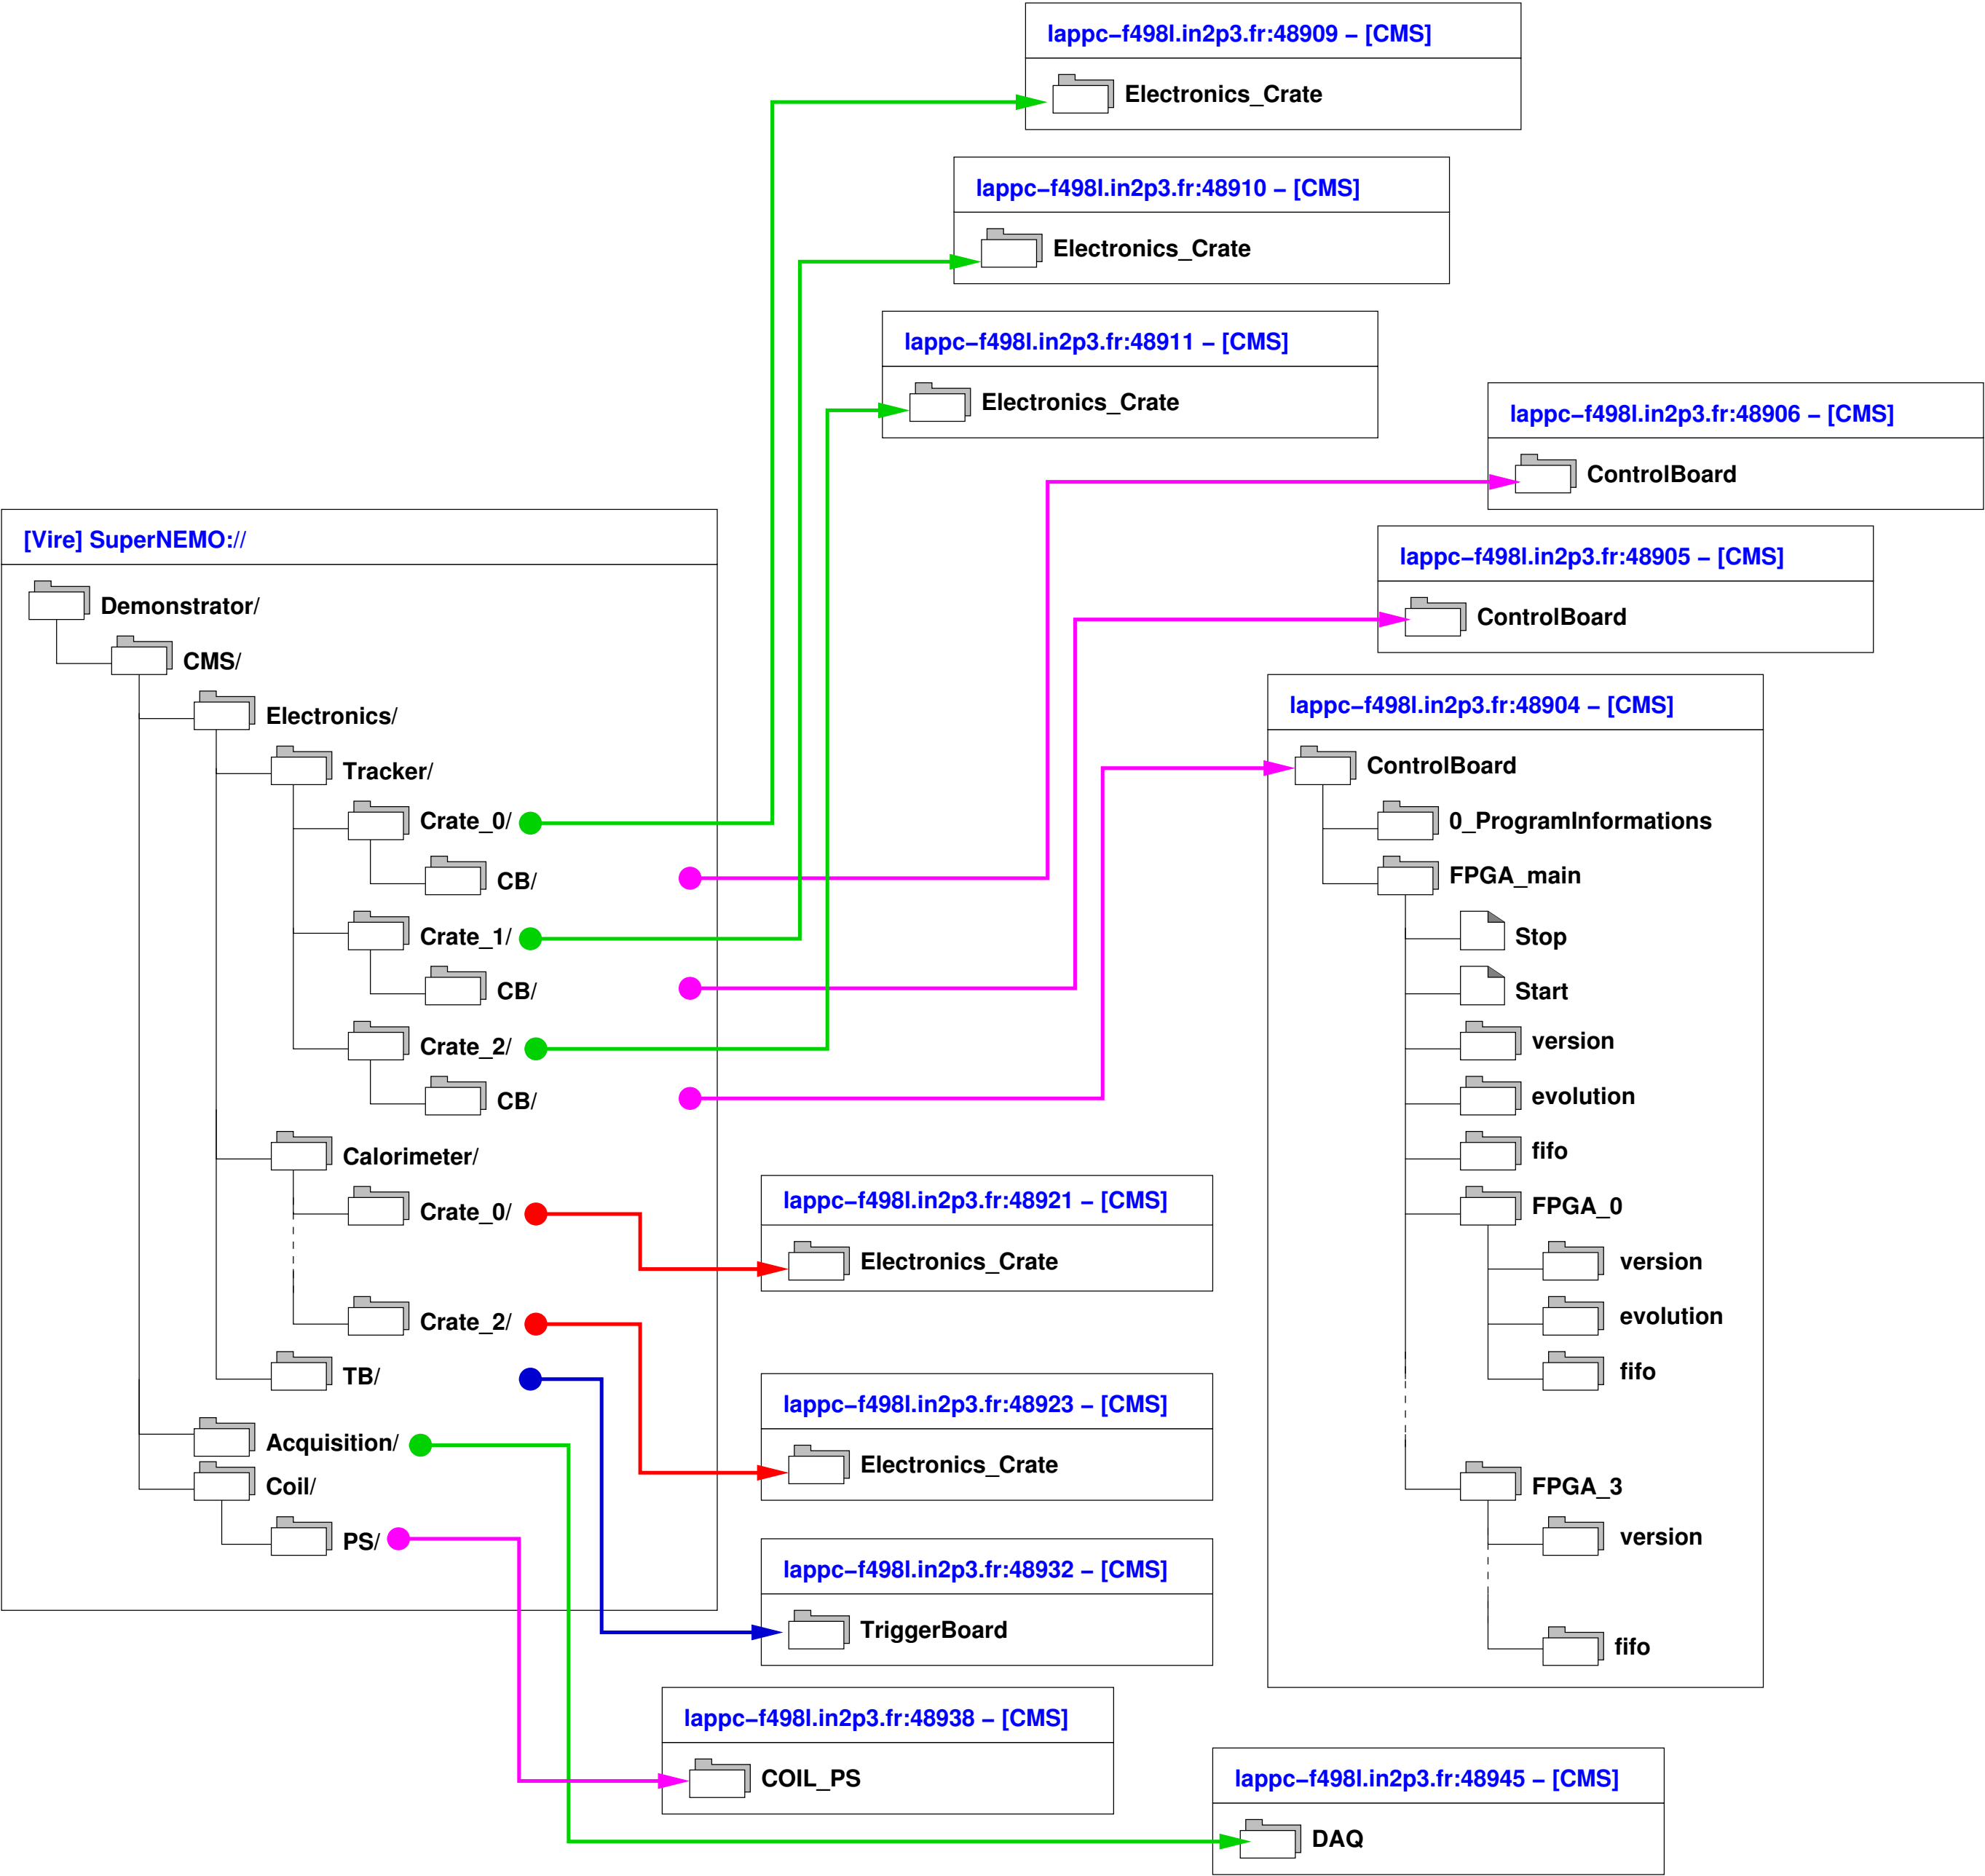 lappc–f498l.in2p3.fr:48909 – [CMS]
Electronics_Crate
lappc–f498l.in2p3.fr:48910 – [CMS]
Electronics_Crate
lappc–f498l.in2p3.fr:48911 – [CMS]
Electronics_Crate
lappc–f498l.in2p3.fr:48906 – [CMS]
ControlBoard
lappc–f498l.in2p3.fr:48905 – [CMS]
ControlBoard
[Vire] SuperNEMO://
Demonstrator/
CMS/
Electronics/
Tracker/
Crate_0/
CB/
Crate_1/
CB/
Crate_2/
CB/
Calorimeter/
Crate_0/
Crate_2/
TB/
Acquisition/
Coil/
PS/
lappc–f498l.in2p3.fr:48904 – [CMS]
ControlBoard
0_ProgramInformations
FPGA_main
Stop
Start
version
evolution
fifo
FPGA_0
version
evolution
fifo
FPGA_3
version
fifo
lappc–f498l.in2p3.fr:48921 – [CMS]
Electronics_Crate
lappc–f498l.in2p3.fr:48923 – [CMS]
Electronics_Crate
lappc–f498l.in2p3.fr:48932 – [CMS]
TriggerBoard
lappc–f498l.in2p3.fr:48938 – [CMS]
COIL_PS
lappc–f498l.in2p3.fr:48945 – [CMS]
DAQ